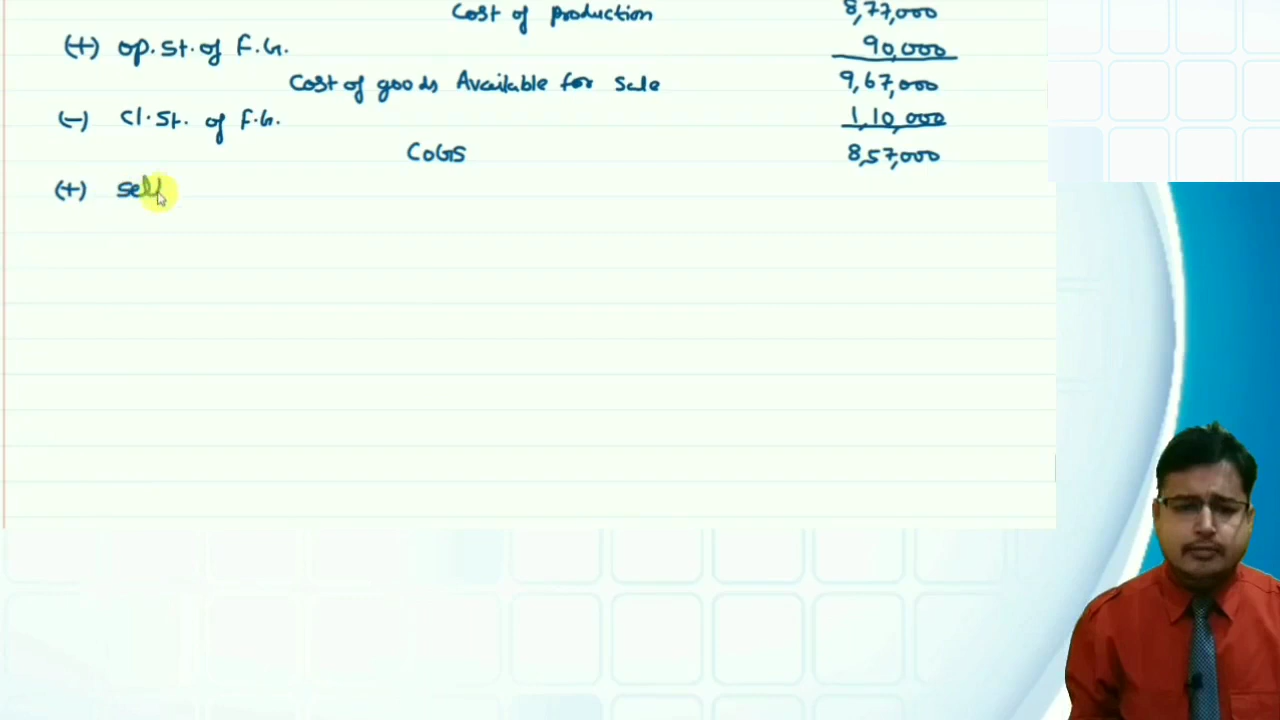 Cost of production 8,77,000
(+) op. St. of F.G. 90,000
Cost of goods Available for Sale 9,67,000
(-) Cl. St. of F.G. 1,10,000
COGS 8,57,000
(+) Sell